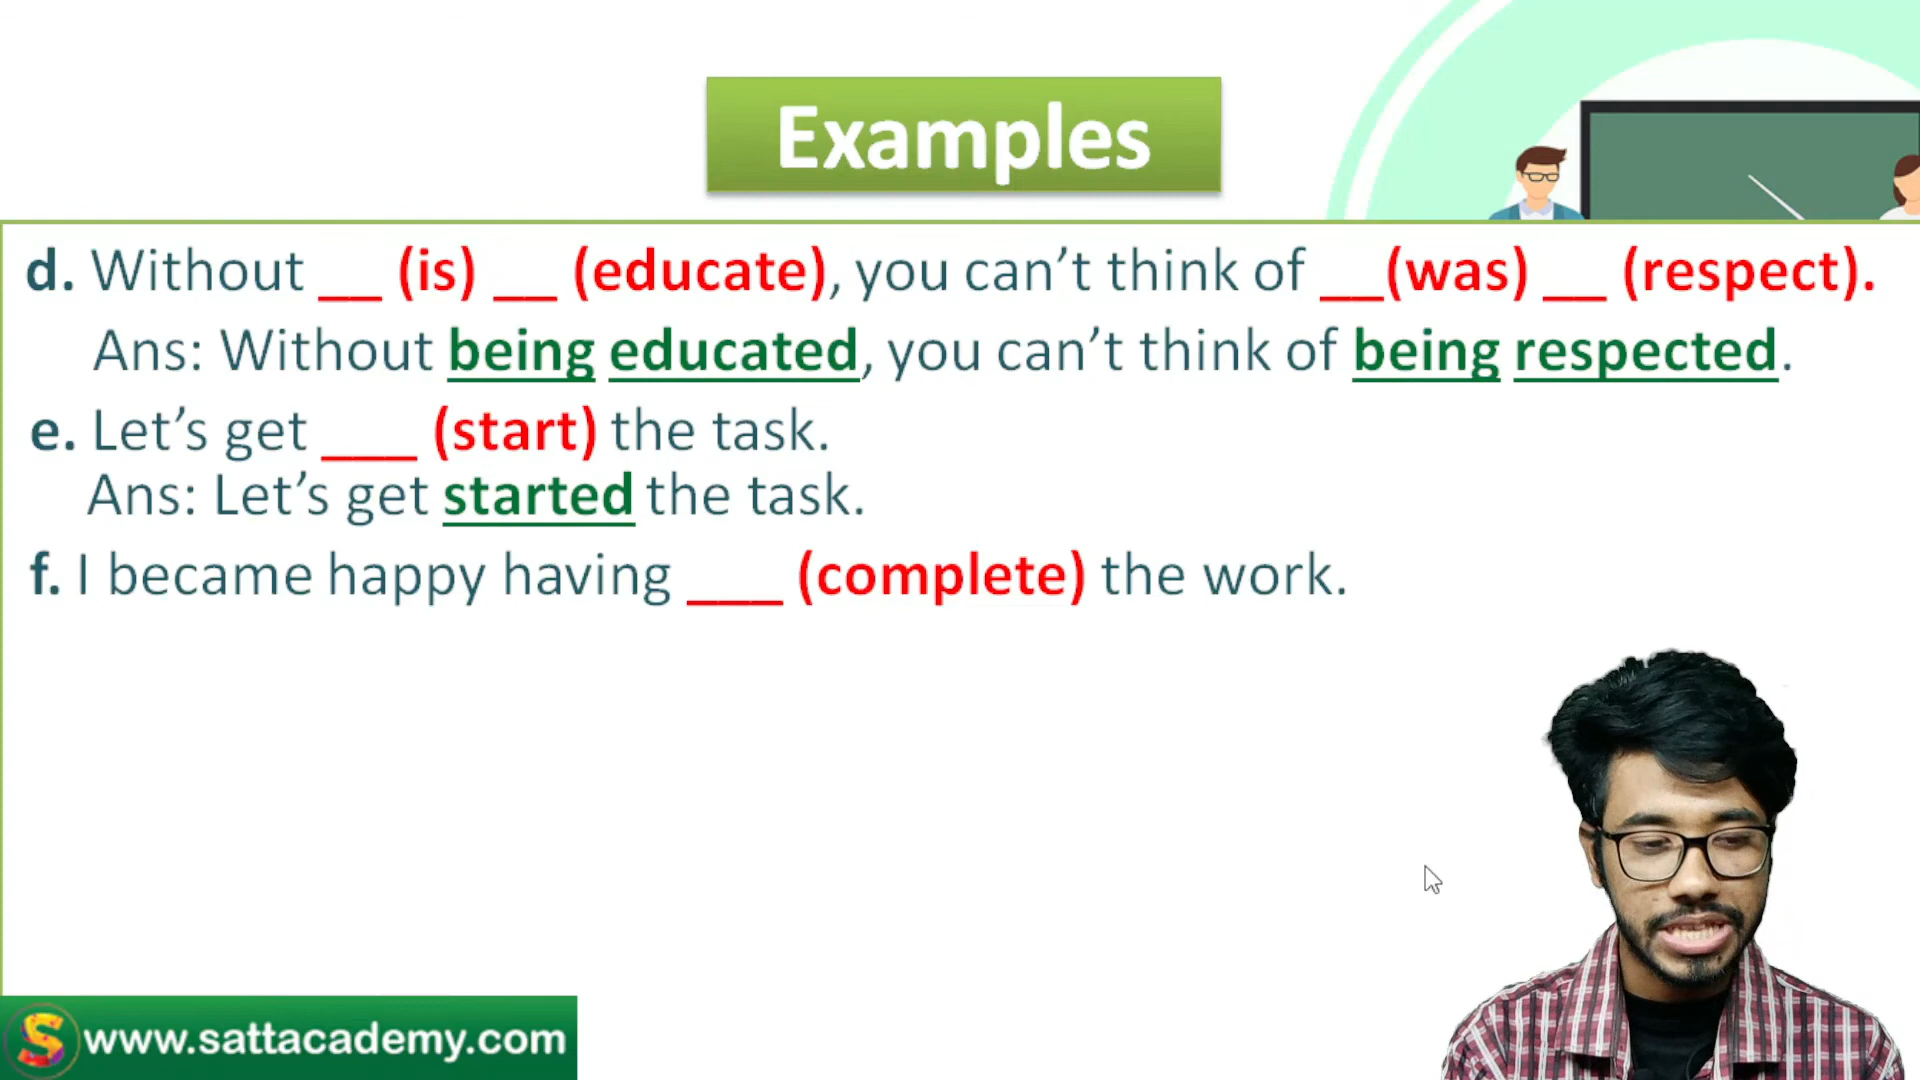 Examples
d. Without __ (is) __ (educate), you can’t think of __(was) __ (respect).
Ans: Without being educated, you can’t think of being respected.
e. Let’s get ___ (start) the task.
Ans: Let’s get started the task.
f. I became happy having ___ (complete) the work.
S www.sattacademy.com